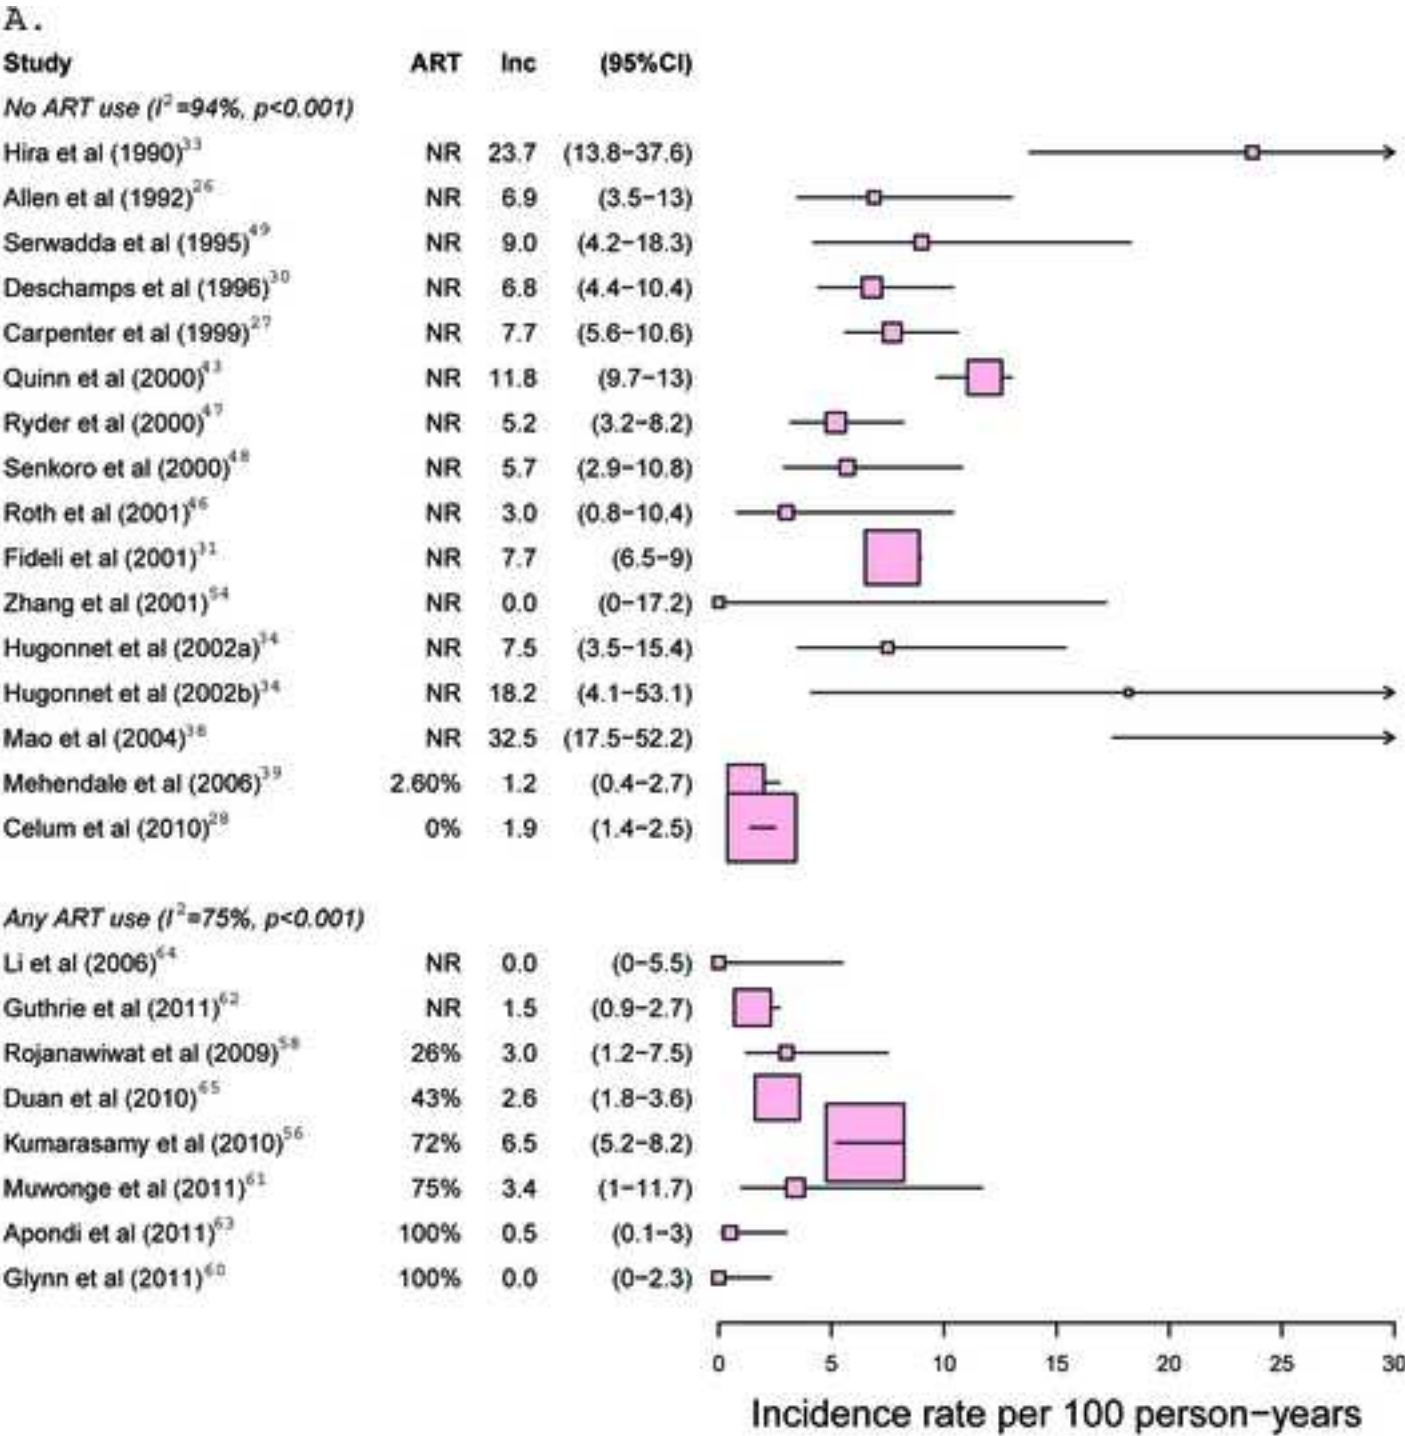 A.
Study ART Inc (95%CI)
No ART use (I²=94%, p<0.001)
Hira et al (1990)³³ NR 23.7 (13.8−37.6)
Allen et al (1992)²⁶ NR 6.9 (3.5−13)
Serwadda et al (1995)⁴⁹ NR 9.0 (4.2−18.3)
Deschamps et al (1996)³⁰ NR 6.8 (4.4−10.4)
Carpenter et al (1999)²⁷ NR 7.7 (5.6−10.6)
Quinn et al (2000)⁴³ NR 11.8 (9.7−13)
Ryder et al (2000)⁴⁷ NR 5.2 (3.2−8.2)
Senkoro et al (2000)⁴⁸ NR 5.7 (2.9−10.8)
Roth et al (2001)⁴⁶ NR 3.0 (0.8−10.4)
Fideli et al (2001)³¹ NR 7.7 (6.5−9)
Zhang et al (2001)⁵⁴ NR 0.0 (0−17.2)
Hugonnet et al (2002a)³⁴ NR 7.5 (3.5−15.4)
Hugonnet et al (2002b)³⁴ NR 18.2 (4.1−53.1)
Mao et al (2004)³⁸ NR 32.5 (17.5−52.2)
Mehendale et al (2006)³⁹ 2.60% 1.2 (0.4−2.7)
Celum et al (2010)²⁸ 0% 1.9 (1.4−2.5)
Any ART use (I²=75%, p<0.001)
Li et al (2006)⁶⁴ NR 0.0 (0−5.5)
Guthrie et al (2011)⁶² NR 1.5 (0.9−2.7)
Rojanawiwat et al (2009)⁵⁸ 26% 3.0 (1.2−7.5)
Duan et al (2010)⁶⁵ 43% 2.6 (1.8−3.6)
Kumarasamy et al (2010)⁵⁶ 72% 6.5 (5.2−8.2)
Muwonge et al (2011)⁶¹ 75% 3.4 (1−11.7)
Apondi et al (2011)⁶³ 100% 0.5 (0.1−3)
Glynn et al (2011)⁶⁰ 100% 0.0 (0−2.3)
0 5 10 15 20 25 30
Incidence rate per 100 person−years